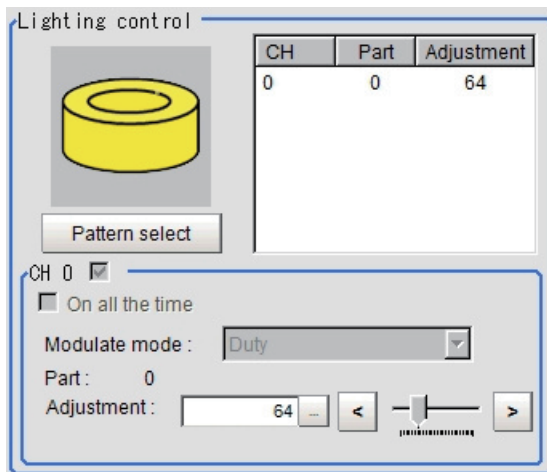 Lighting control
CH Part Adjustment
0 0 64
Pattern select
CH 0
On all the time
Modulate mode : Duty
Part : 0
Adjustment : 64 ... < >